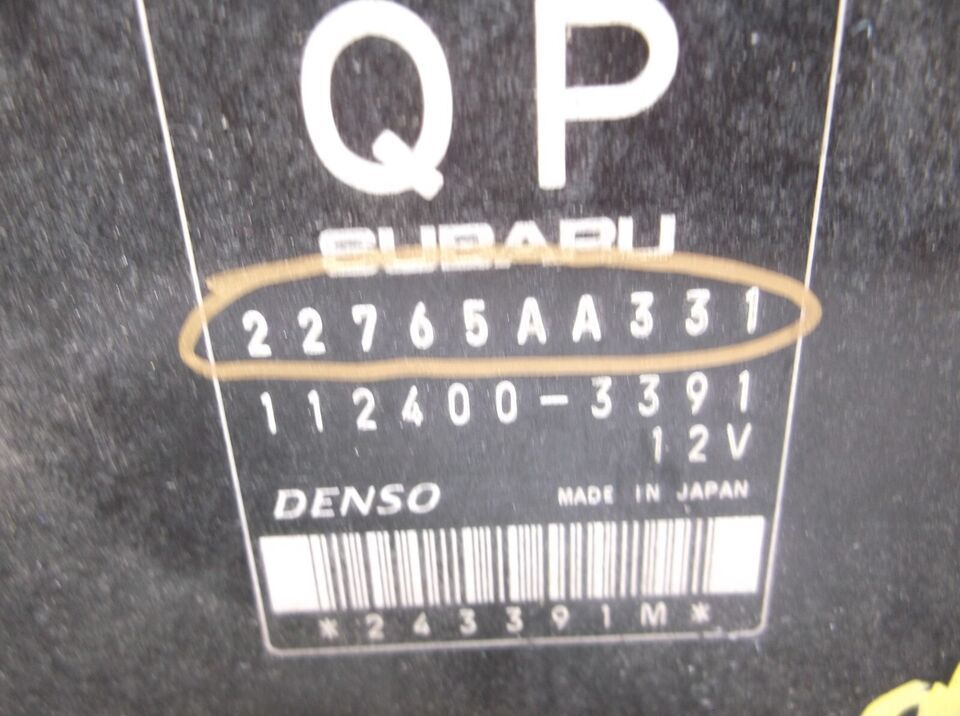 QP
SUBARU
22765AA331
112400-3391
12V
DENSO MADE IN JAPAN
*243391M*